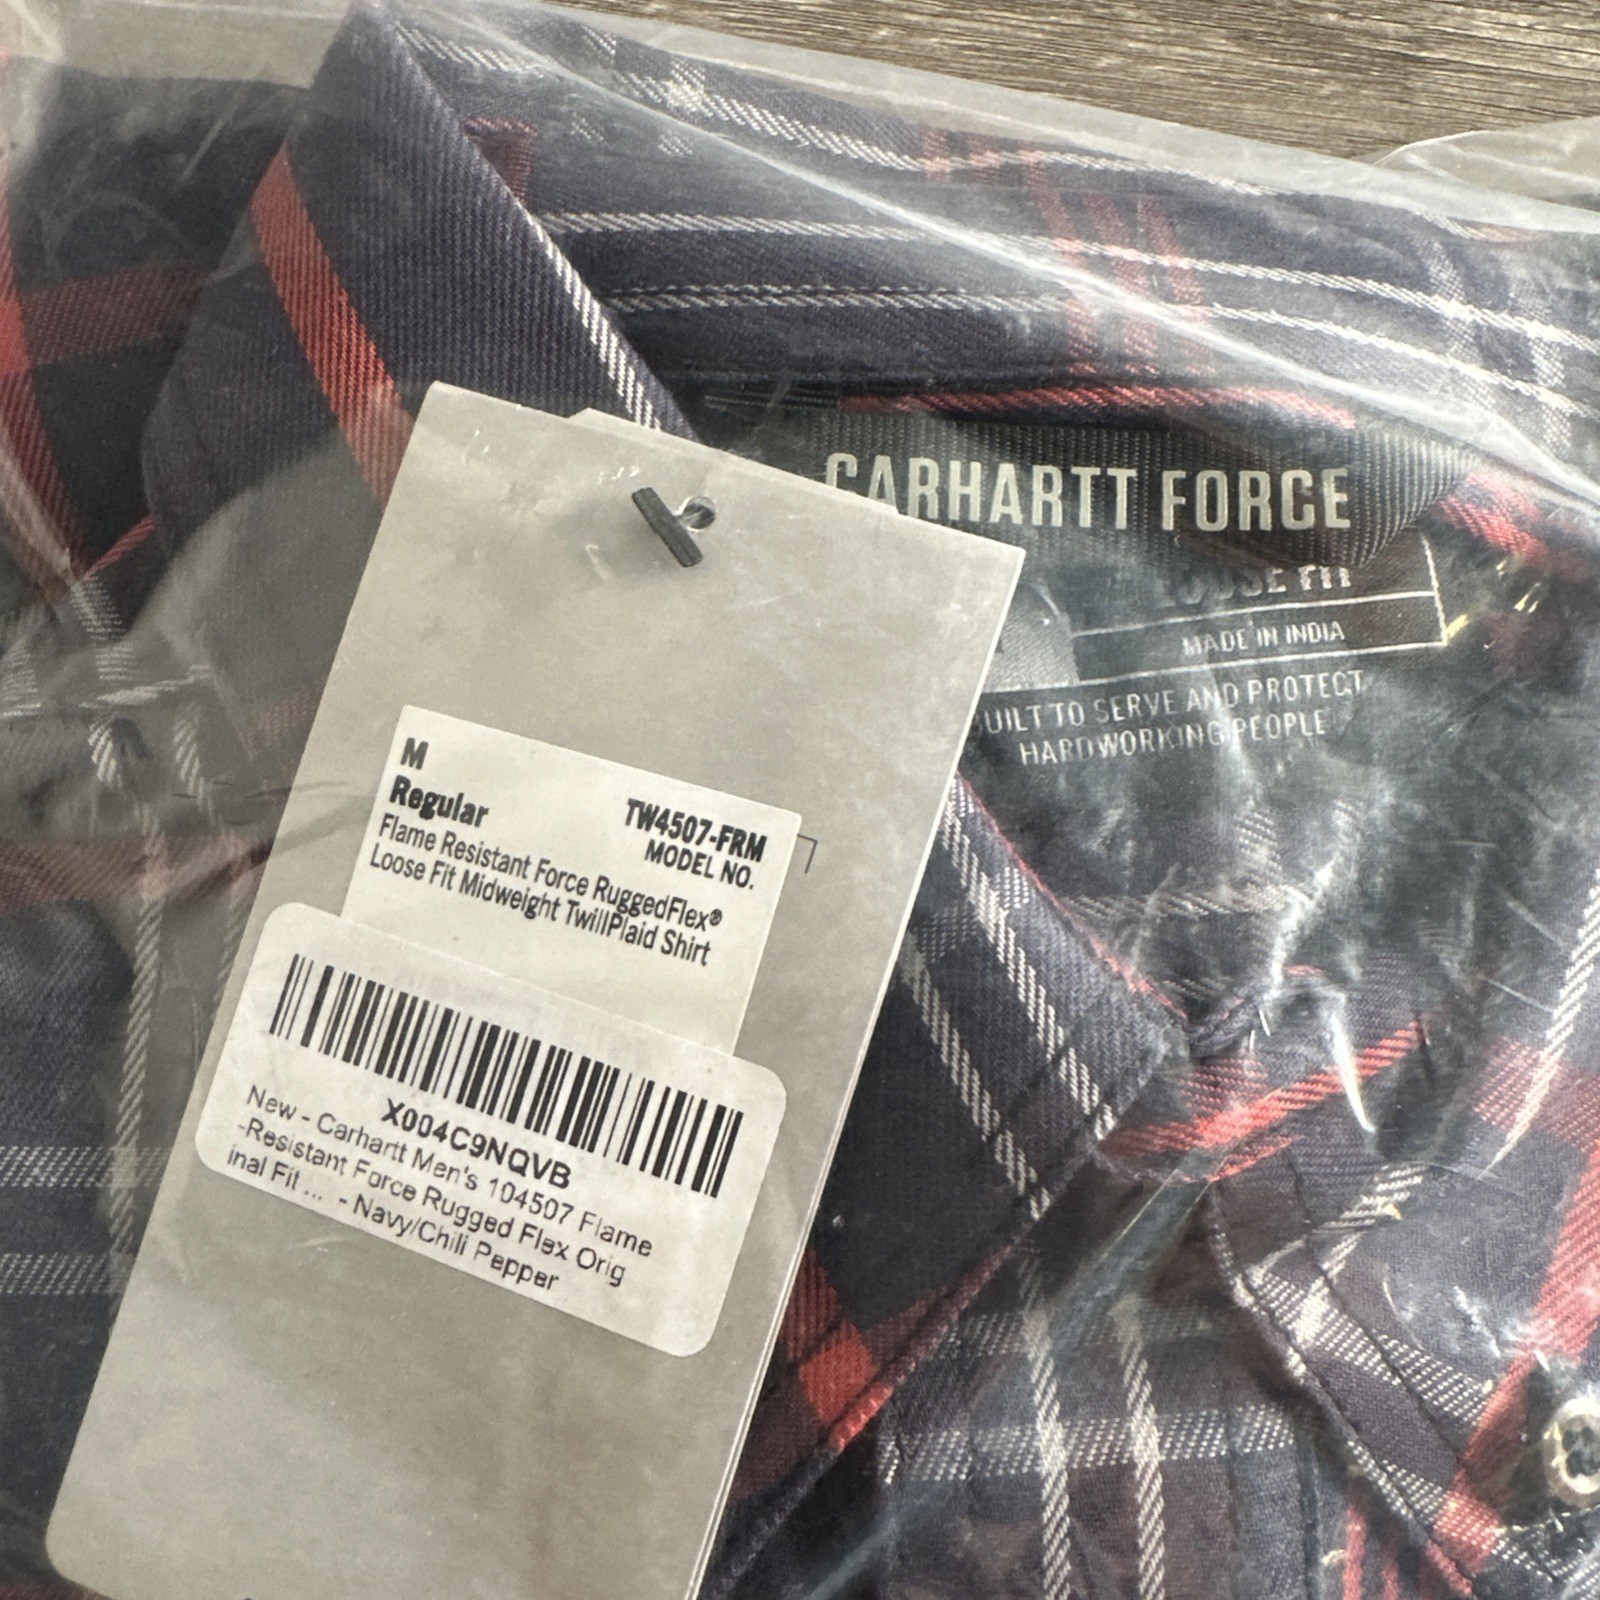 CARHARTT FORCE
LOOSE FIT
MADE IN INDIA
BUILT TO SERVE AND PROTECT
HARDWORKING PEOPLE
M
Regular
TW4507-FRM
MODEL NO.
Flame Resistant Force RuggedFlex®
Loose Fit Midweight TwillPlaid Shirt
X004C9NQVB
New - Carhartt Men's 104507 Flame
-Resistant Force Rugged Flex Orig
inal Fit ... - Navy/Chili Pepper